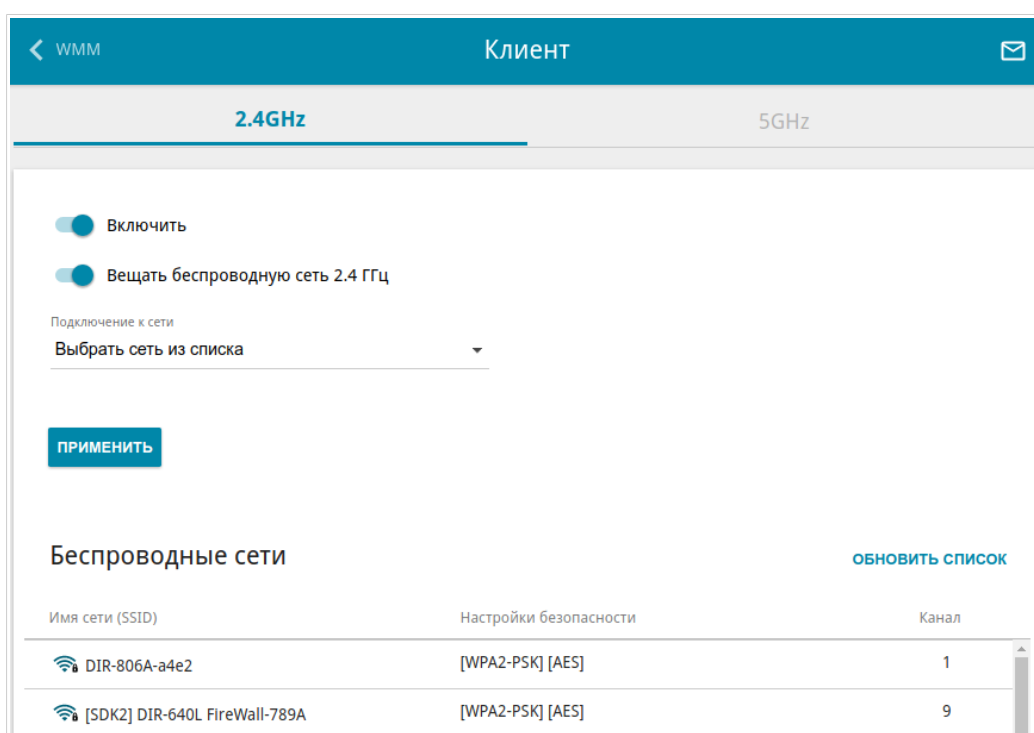 WMM Клиент
2.4GHz 5GHz
Включить
Вещать беспроводную сеть 2.4 ГГц
Подключение к сети
Выбрать сеть из списка
ПРИМЕНИТЬ
Беспроводные сети ОБНОВИТЬ СПИСОК
Имя сети (SSID) Настройки безопасности Канал
DIR-806A-a4e2 [WPA2-PSK] [AES] 1
[SDK2] DIR-640L FireWall-789A [WPA2-PSK] [AES] 9